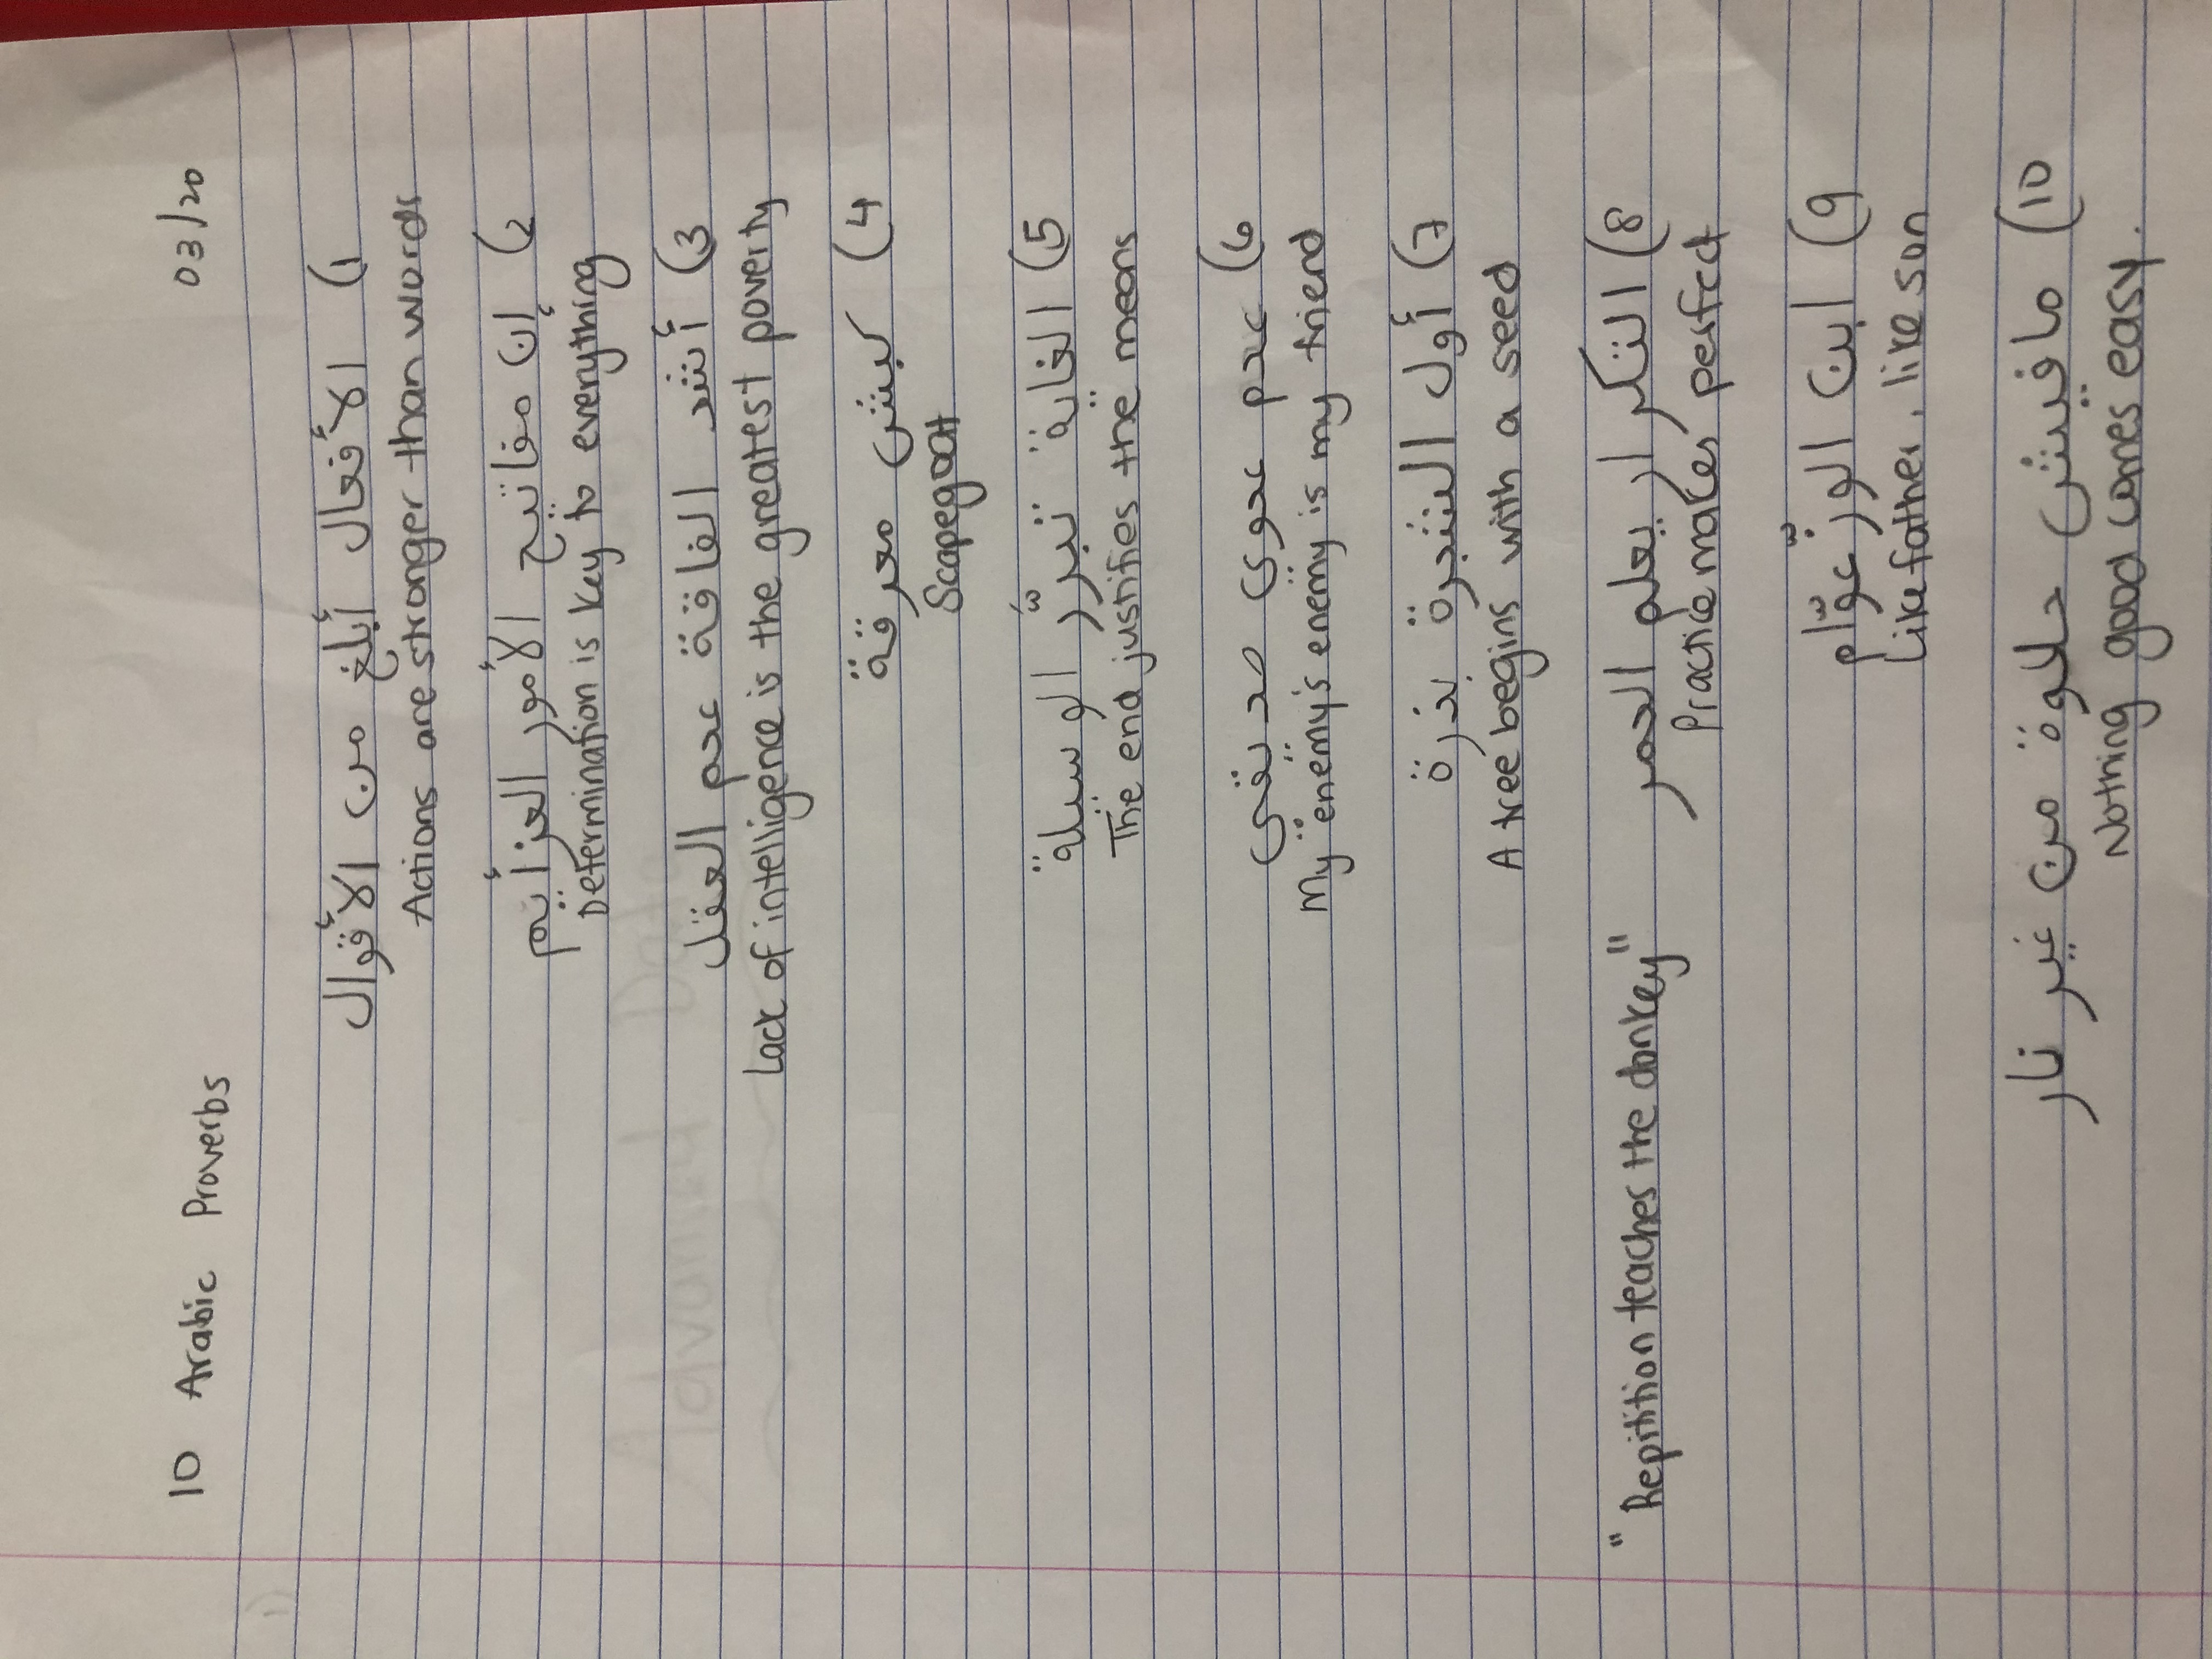 10 Arabic Proverbs 03/20
1) الأفعال أبلغ من الأقوال
Actions are stronger than words
2) إن مفاتيح الأمور العزأيم
Determination is key to everything
3) أشد الفاقة عدم العقل
Lack of intelligence is the greatest poverty
4) كبش معرقة
Scapegoat
5) الغاية تبررَّ الوسيلة
The end justifies the means
6) عدم عدوي صديقي
My enemy's enemy is my friend
7) أول الشجرة بذرة
A tree begins with a seed
8) التكرار يعلم الحمر "Repitition teaches the donkey"
Practice makes perfect
9) ابن الوزّ عوّام
Like father, like son
10) مافيش حلاوة من غير نار
Nothing good comes easy.